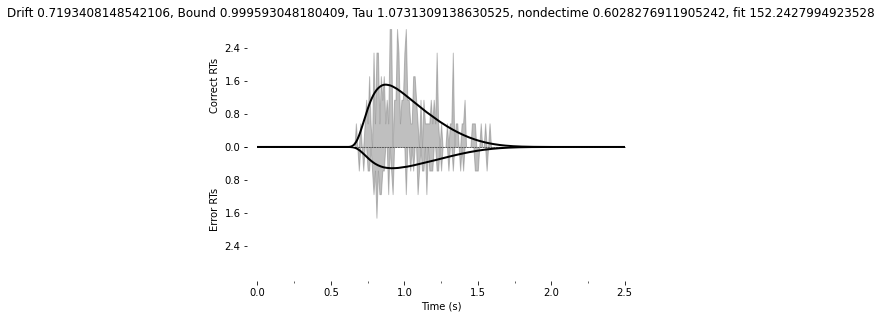 Drift 0.7193408148542106, Bound 0.999593048180409, Tau 1.0731309138630525, nondectime 0.6028276911905242, fit 152.2427994923528
2.4
1.6
0.8
0.0
0.8
1.6
2.4
Correct RTs
Error RTs
0.0 0.5 1.0 1.5 2.0 2.5
Time (s)